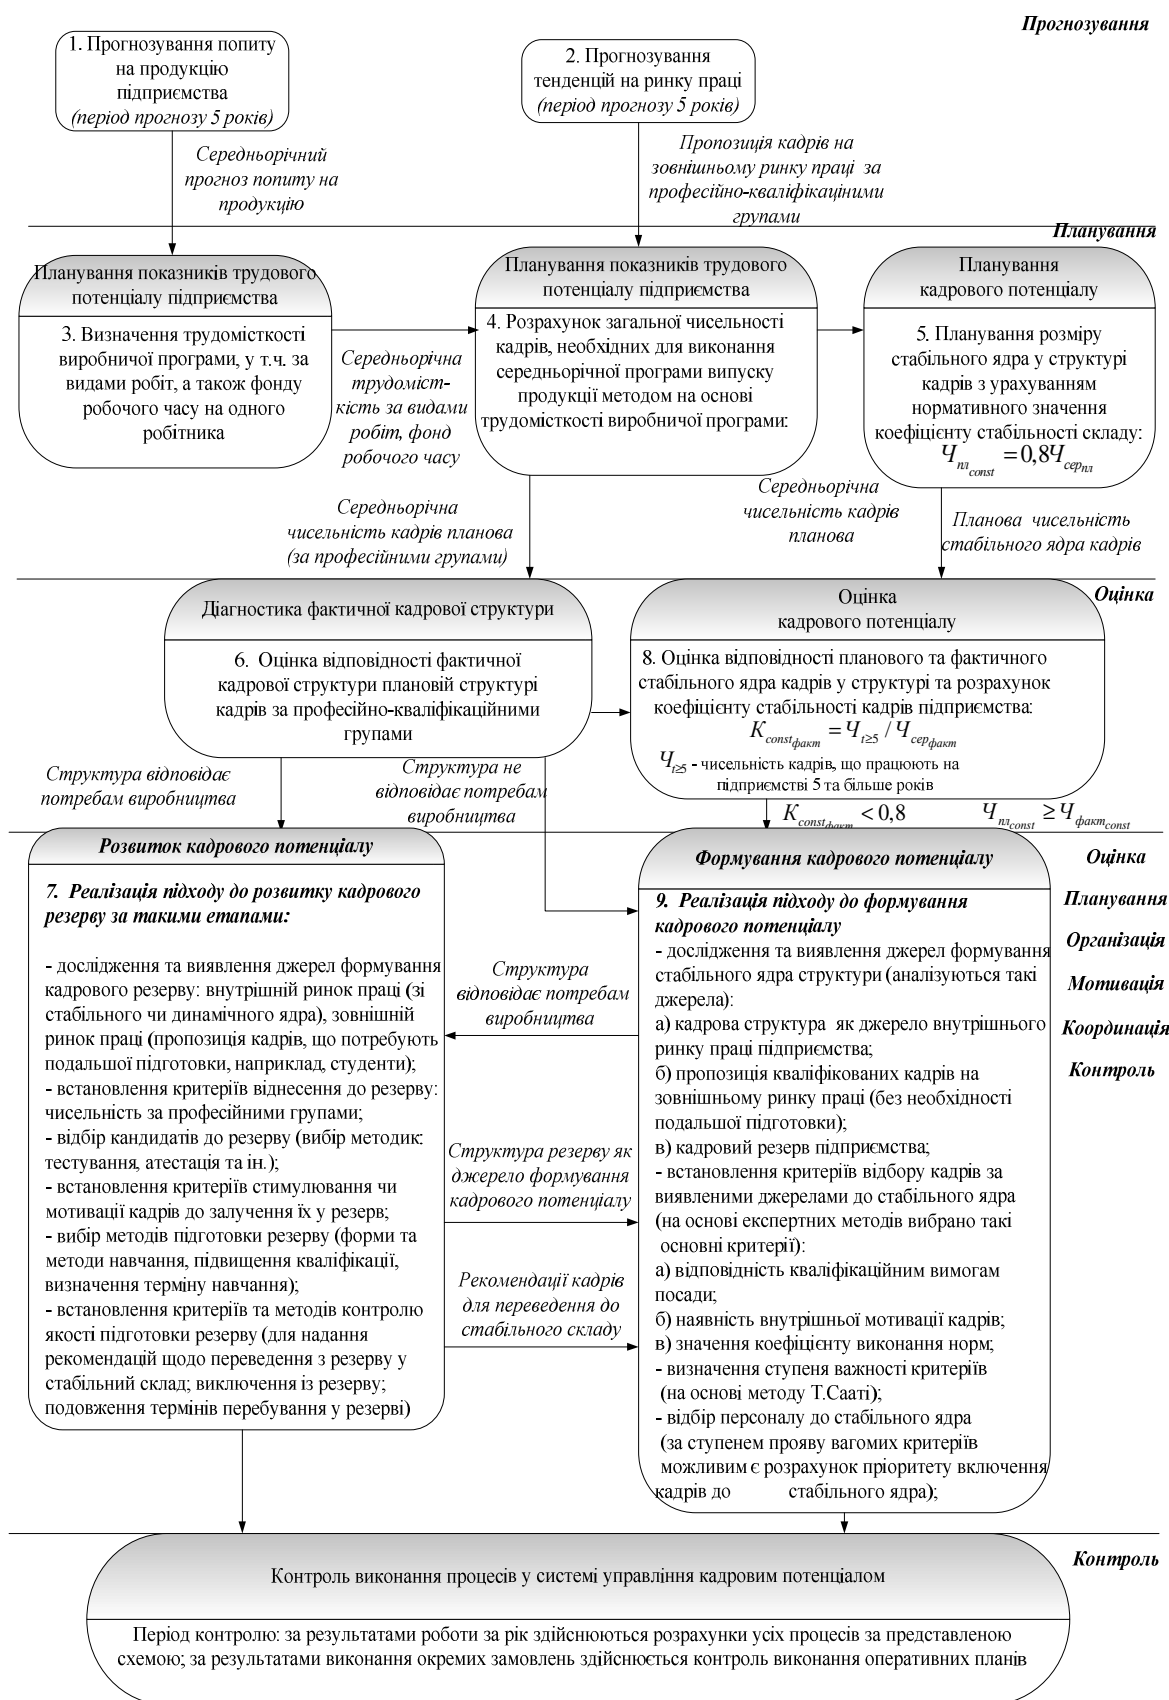 Прогнозування
1. Прогнозування попиту
на продукцію
підприємства
(період прогнозу 5 років)
2. Прогнозування
тенденцій на ринку праці
(період прогнозу 5 років)
Середньорічний
прогноз попиту на
продукцію
Пропозиція кадрів на
зовнішньому ринку праці за
професійно-кваліфікаціними
групами
Планування
Планування показників трудового
потенціалу підприємства
3. Визначення трудомісткості
виробничої програми, у т.ч. за
видами робіт, а також фонду
робочого часу на одного
робітника
Середньорічна
трудоміст-
кість за видами
робіт, фонд
робочого часу
Планування показників трудового
потенціалу підприємства
4. Розрахунок загальної чисельності
кадрів, необхідних для виконання
середньорічної програми випуску
продукції методом на основі
трудомісткості виробничої програми:
Планування
кадрового потенціалу
5. Планування розміру
стабільного ядра у структурі
кадрів з урахуванням
нормативного значення
коефіцієнту стабільності складу:
Ч пл const = 0,8Ч сер пл
Середньорічна
чисельність кадрів планова
(за професійними групами)
Середньорічна
чисельність кадрів
планова
Планова чисельність
стабільного ядра кадрів
Оцінка
Діагностика фактичної кадрової структури
6. Оцінка відповідності фактичної
кадрової структури плановій структурі
кадрів за професійно-кваліфікаційними
групами
Оцінка
кадрового потенціалу
8. Оцінка відповідності планового та фактичного
стабільного ядра кадрів у структурі та розрахунок
коефіцієнту стабільності кадрів підприємства:
K const факт = Ч t≥5 / Ч сер факт
Ч t≥5 - чисельність кадрів, що працюють на
підприємстві 5 та більше років
Структура відповідає
потребам виробництва
Структура не
відповідає потребам
виробництва
K const факт < 0,8 Ч пл const ≥ Ч факт const
Розвиток кадрового потенціалу
7. Реалізація підходу до розвитку кадрового
резерву за такими етапами:
- дослідження та виявлення джерел формування
кадрового резерву: внутрішній ринок праці (зі
стабільного чи динамічного ядра), зовнішній
ринок праці (пропозиція кадрів, що потребують
подальшої підготовки, наприклад, студенти);
- встановлення критеріїв віднесення до резерву:
чисельність за професійними групами;
- відбір кандидатів до резерву (вибір методик:
тестування, атестація та ін.);
- встановлення критеріїв стимулювання чи
мотивації кадрів до залучення їх у резерв;
- вибір методів підготовки резерву (форми та
методи навчання, підвищення кваліфікації,
визначення терміну навчання);
- встановлення критеріїв та методів контролю
якості підготовки резерву (для надання
рекомендацій щодо переведення з резерву у
стабільний склад; виключення із резерву;
подовження термінів перебування у резерві)
Структура
відповідає потребам
виробництва
Структура резерву як
джерело формування
кадрового потенціалу
Рекомендації кадрів
для переведення до
стабільного складу
Формування кадрового потенціалу
9. Реалізація підходу до формування
кадрового потенціалу
- дослідження та виявлення джерел формування
стабільного ядра структури (аналізуються такі
джерела):
а) кадрова структура як джерело внутрішнього
ринку праці підприємства;
б) пропозиція кваліфікованих кадрів на
зовнішньому ринку праці (без необхідності
подальшої підготовки);
в) кадровий резерв підприємства;
- встановлення критеріїв відбору кадрів за
виявленими джерелами до стабільного ядра
(на основі експертних методів вибрано такі
основні критерії):
а) відповідність кваліфікаційним вимогам
посади;
б) наявність внутрішньої мотивації кадрів;
в) значення коефіцієнту виконання норм;
- визначення ступеня важності критеріїв
(на основі методу Т.Сааті);
- відбір персоналу до стабільного ядра
(за ступенем прояву вагомих критеріїв
можливим є розрахунок пріоритету включення
кадрів до стабільного ядра);
Оцінка
Планування
Організація
Мотивація
Координація
Контроль
Контроль
Контроль виконання процесів у системі управління кадровим потенціалом
Період контролю: за результатами роботи за рік здійснюються розрахунки усіх процесів за представленою
схемою; за результатами виконання окремих замовлень здійснюється контроль виконання оперативних планів